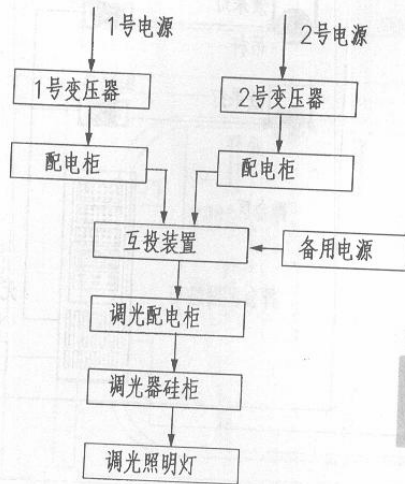 1号电源
2号电源
1号变压器
2号变压器
配电柜
配电柜
互投装置
备用电源
调光配电柜
调光器硅柜
调光照明灯